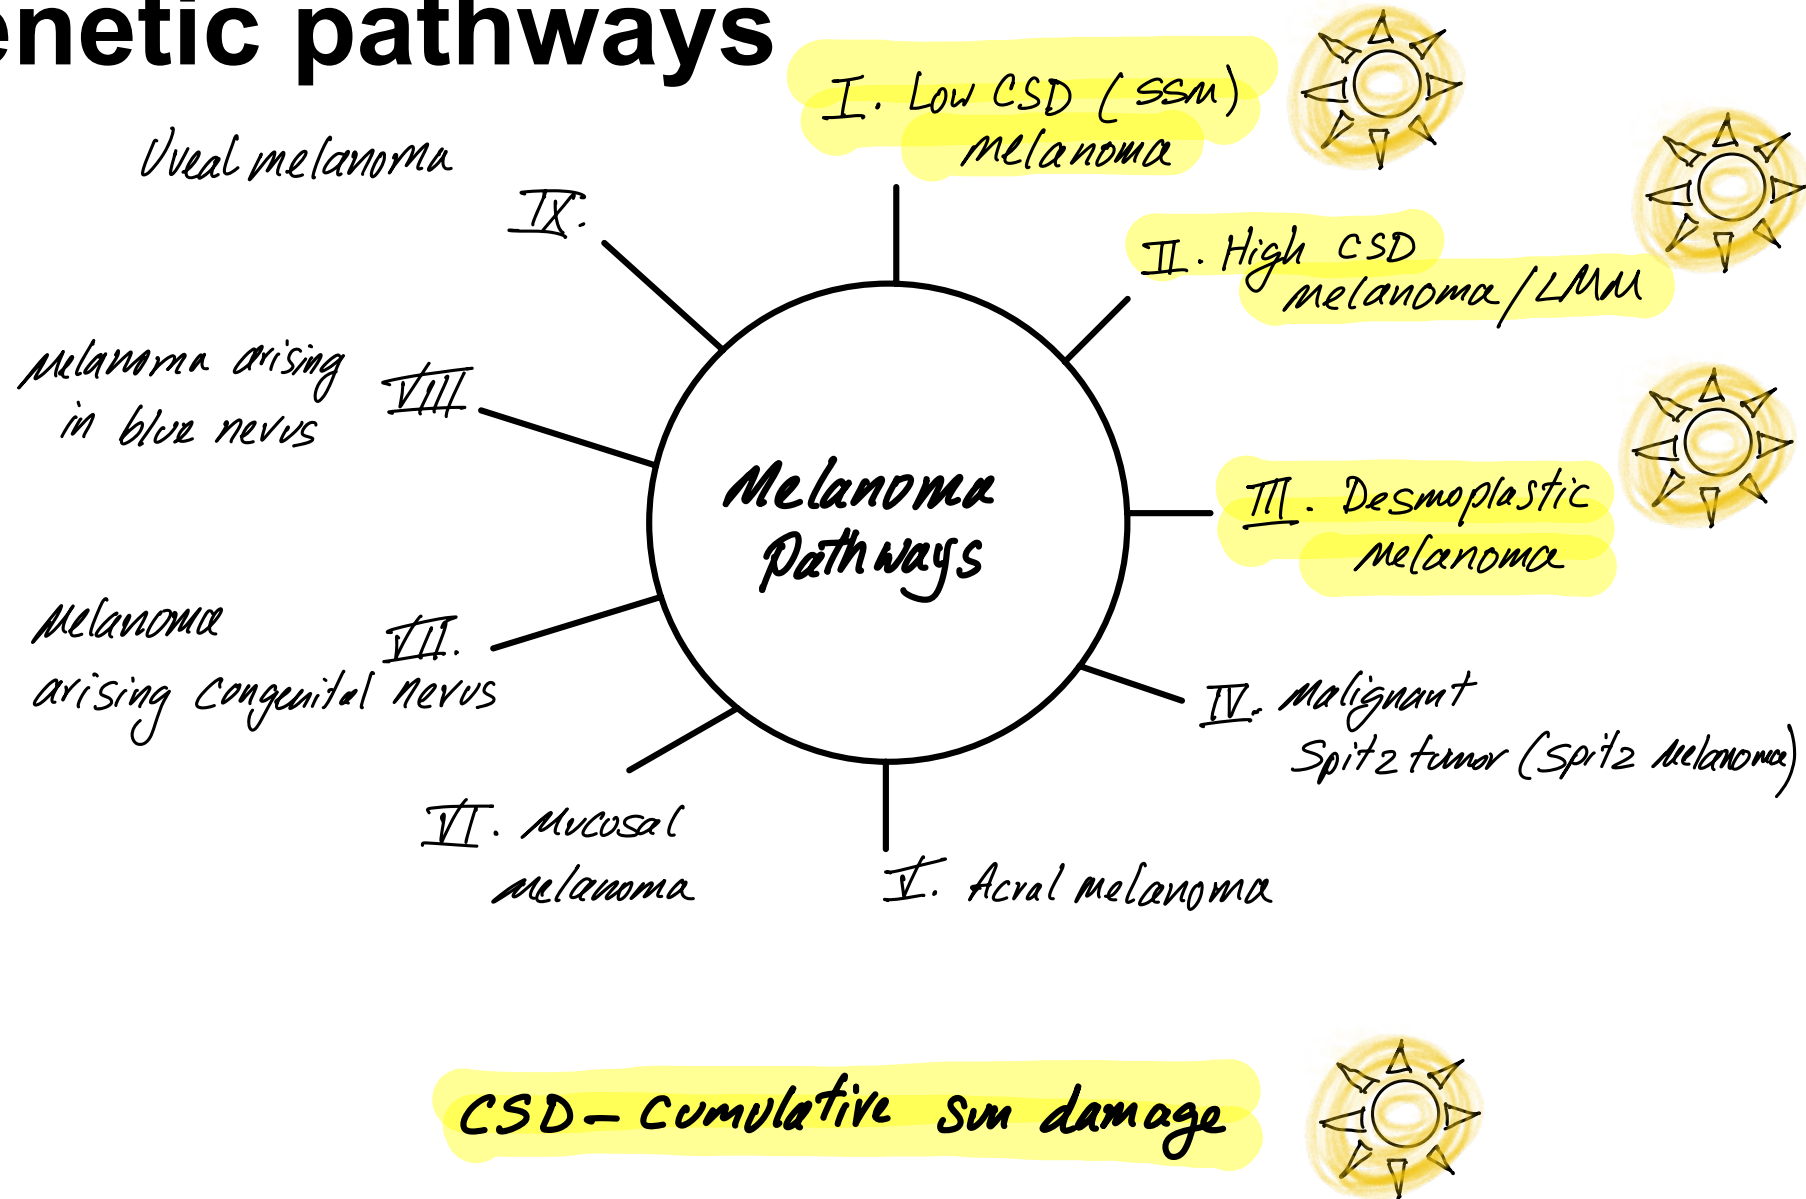 enetic pathways
I. Low CSD (SSM)
melanoma
II. High CSD
melanoma/LMM
III. Desmoplastic
melanoma
IV. Malignant
Spitz tumor (Spitz Melanoma)
V. Acral melanoma
VI. Mucosal
melanoma
VII.
Melanoma
arising congenital nevus
VIII
Melanoma arising
in blue nevus
IX.
Uveal melanoma
Melanoma
Pathways
CSD - Cumulative sun damage